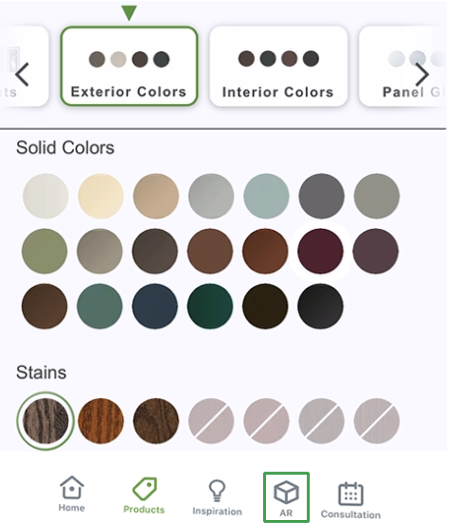 ts
Exterior Colors
Interior Colors
Panel G
Solid Colors
Stains
Home
Products
Inspiration
AR
Consultation